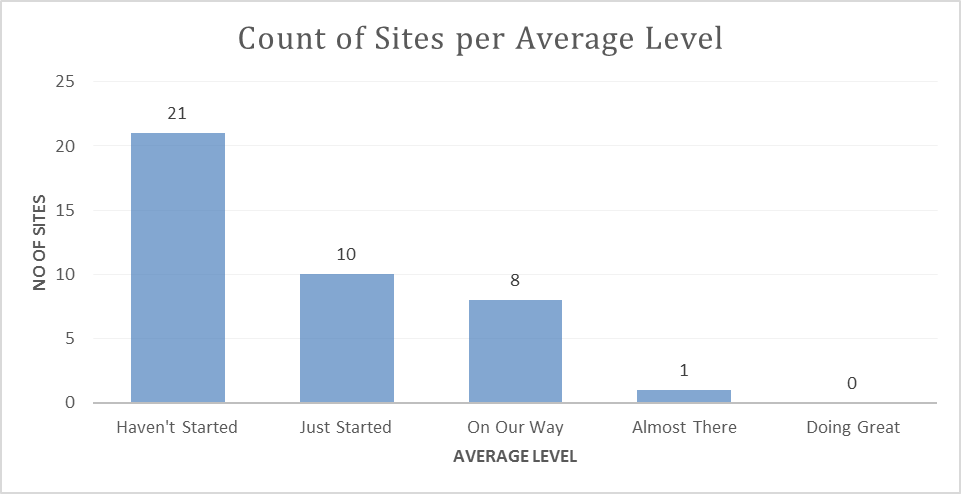 Count of Sites per Average Level
25
20
15
10
5
0
NO OF SITES
21
10
8
1
0
Haven't Started
Just Started
On Our Way
Almost There
Doing Great
AVERAGE LEVEL